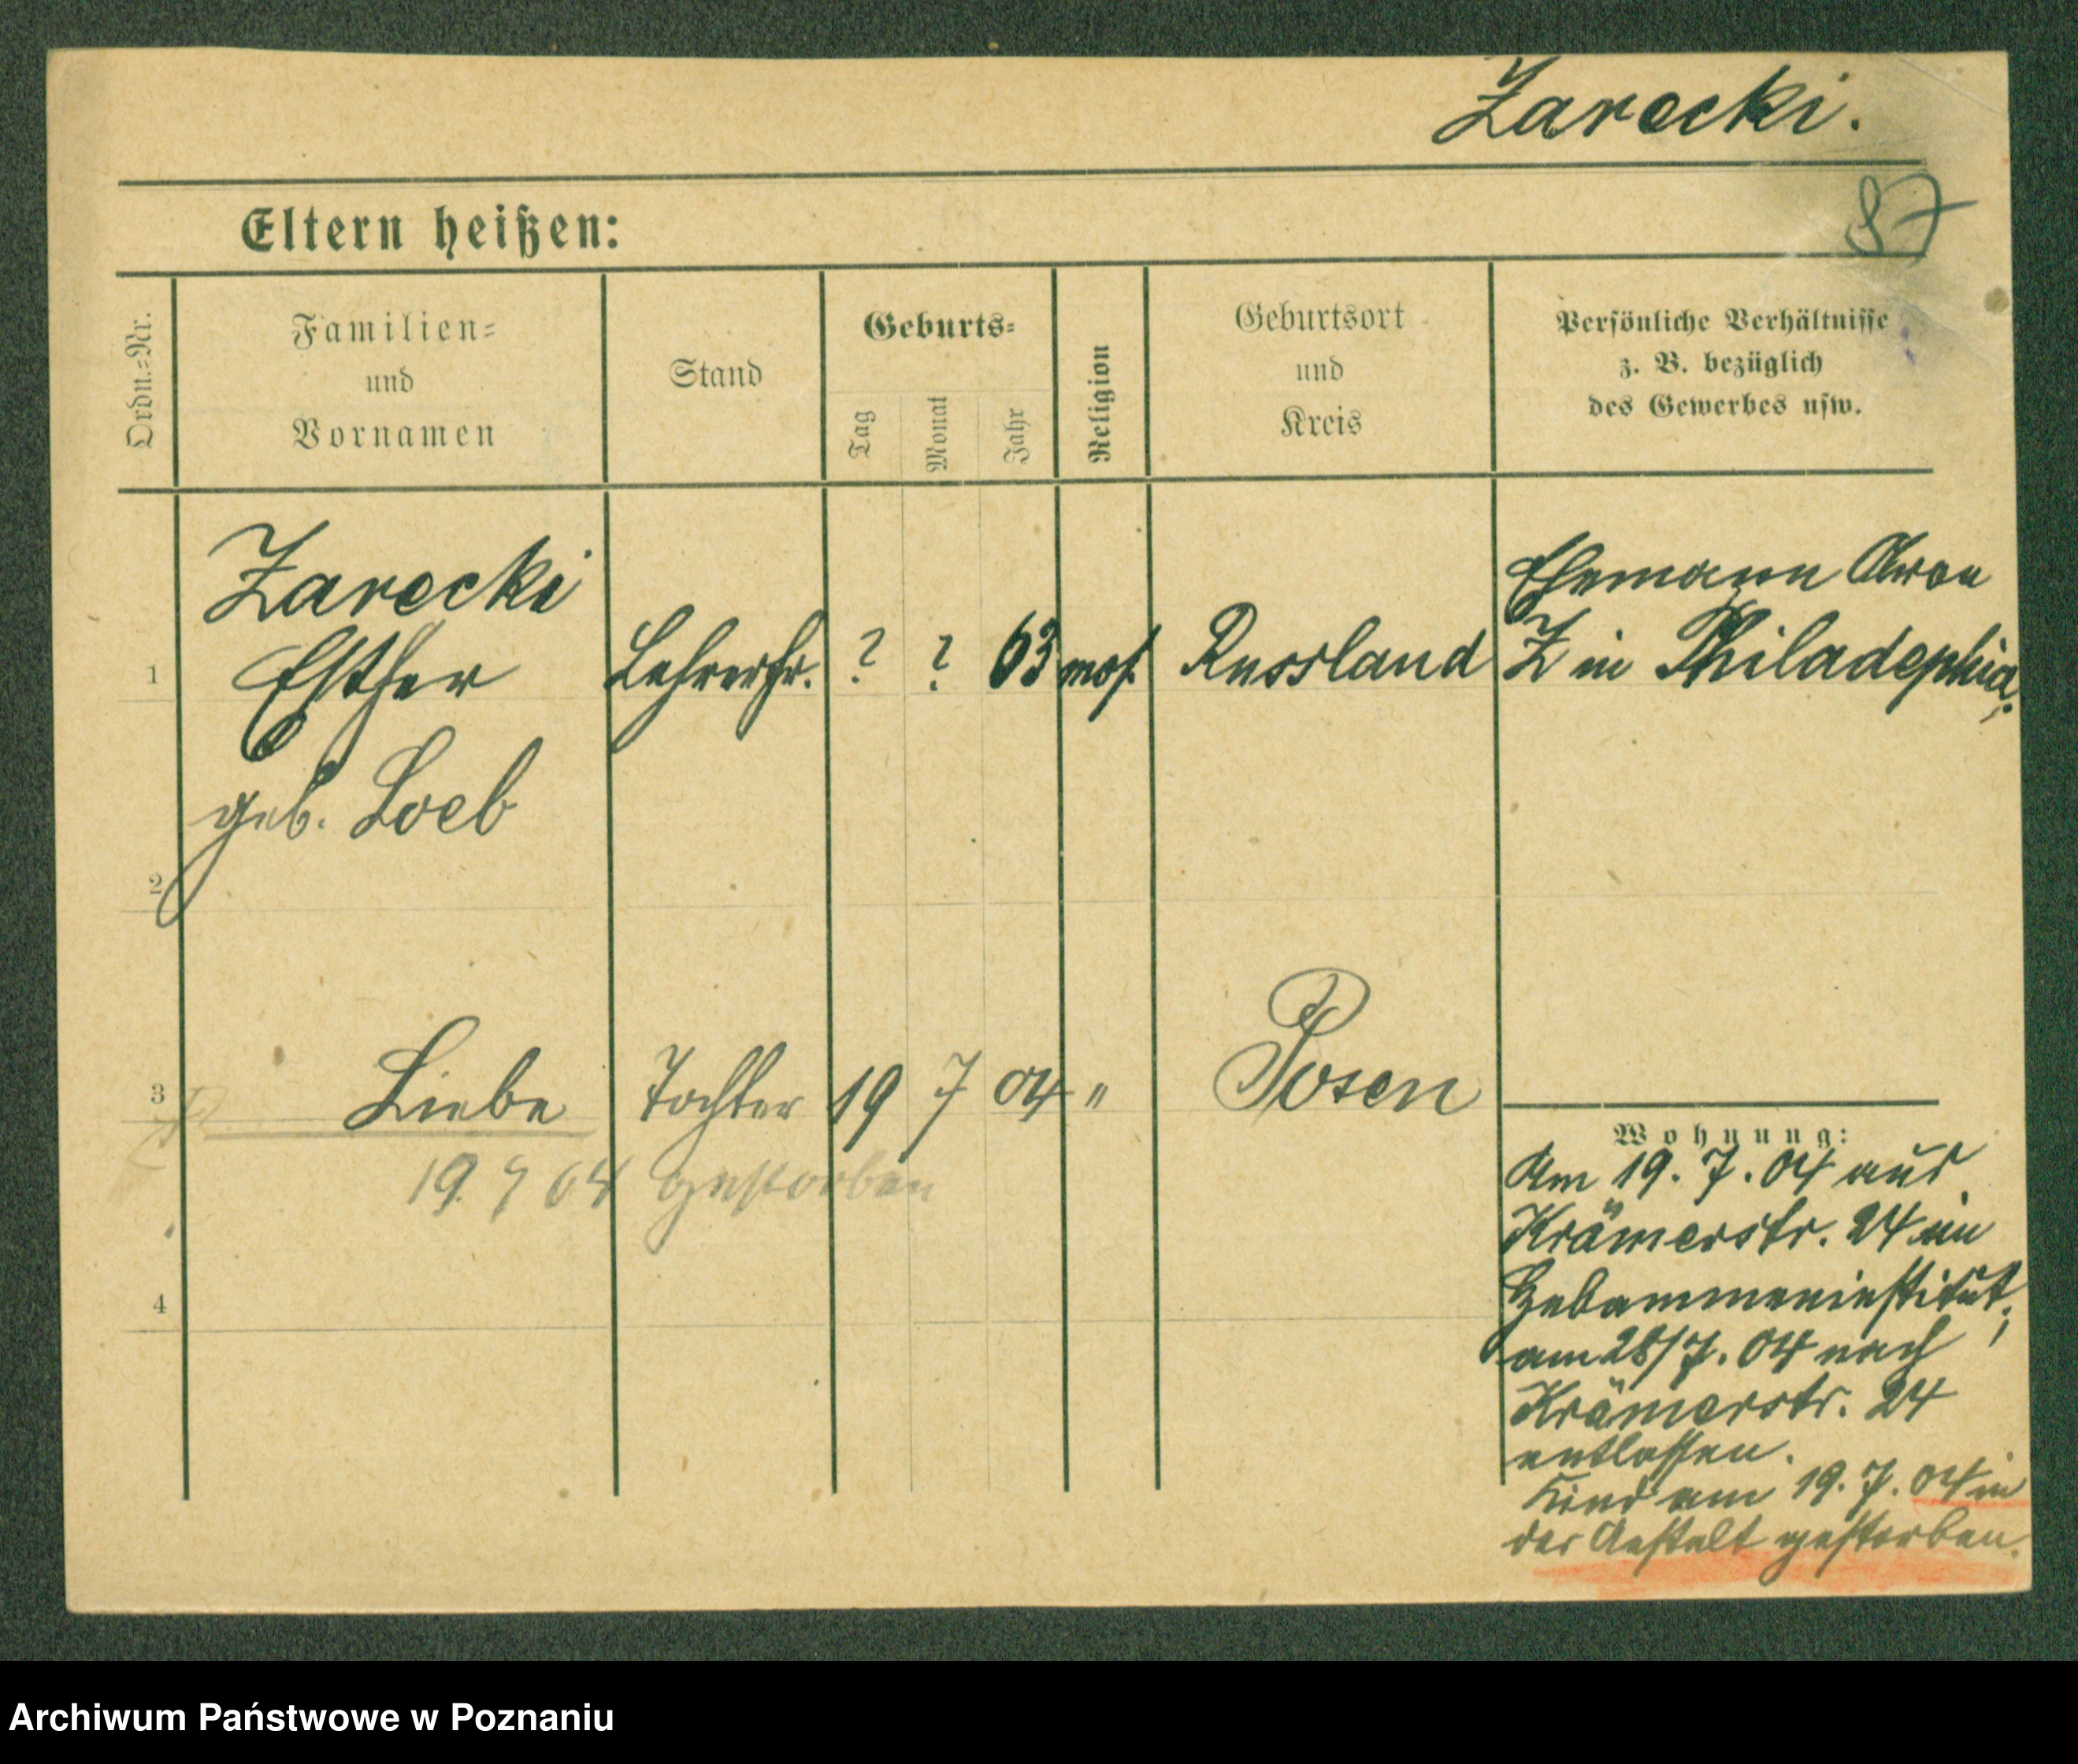 Zarecki.
87
Eltern heißen:
Ordn.=Nr.
Familien=
und
Vornamen
Stand
Geburts=
Tag
Monat
Jahr
Religion
Geburtsort
und
Kreis
Persönliche Verhältnisse
z. B. bezüglich
des Gewerbes usw.
1
Zarecki
Esther
geb. Loeb
Lehrerfr.
? ? 63
mos.
Russland
Ehemann Aron
Z in Philadephia.
2
3
Liebe Tochter 19 7 04 " Posen
19.7 04 gestorben
4
Wohnung:
Am 19. 7. 04 aus
Krämerstr. 24 im
Hebammeninstitut;
am 28/7. 04 nach
Krämerstr. 24
entlassen.
Kind am 19. 7. 04 in
der Anstalt gestorben.
Archiwum Państwowe w Poznaniu